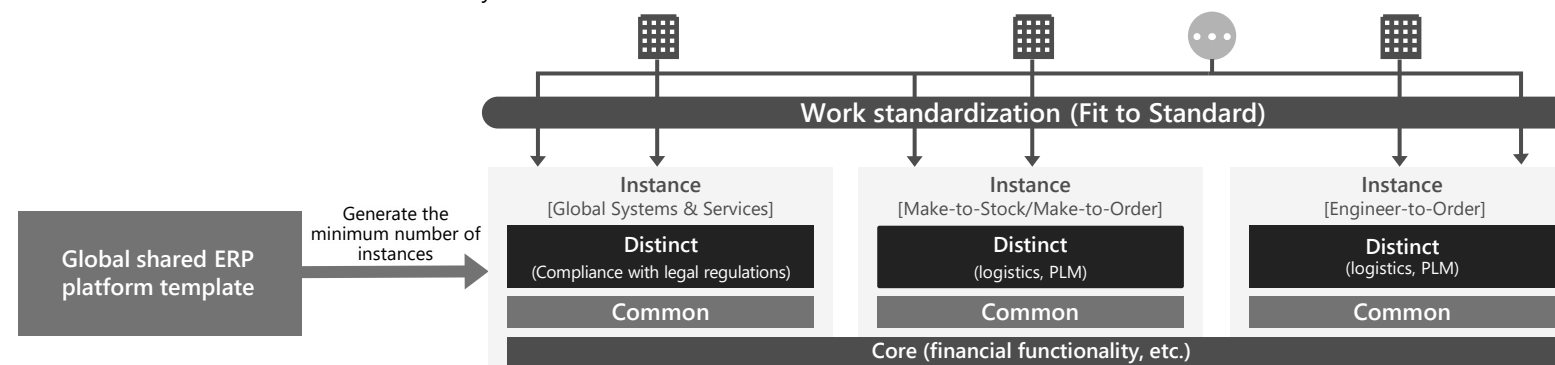 Work standardization (Fit to Standard)
Generate the
minimum number of
instances
Global shared ERP
platform template
Instance
[Global Systems & Services]
Distinct
(Compliance with legal regulations)
Common
Instance
[Make-to-Stock/Make-to-Order]
Distinct
(logistics, PLM)
Common
Instance
[Engineer-to-Order]
Distinct
(logistics, PLM)
Common
Core (financial functionality, etc.)